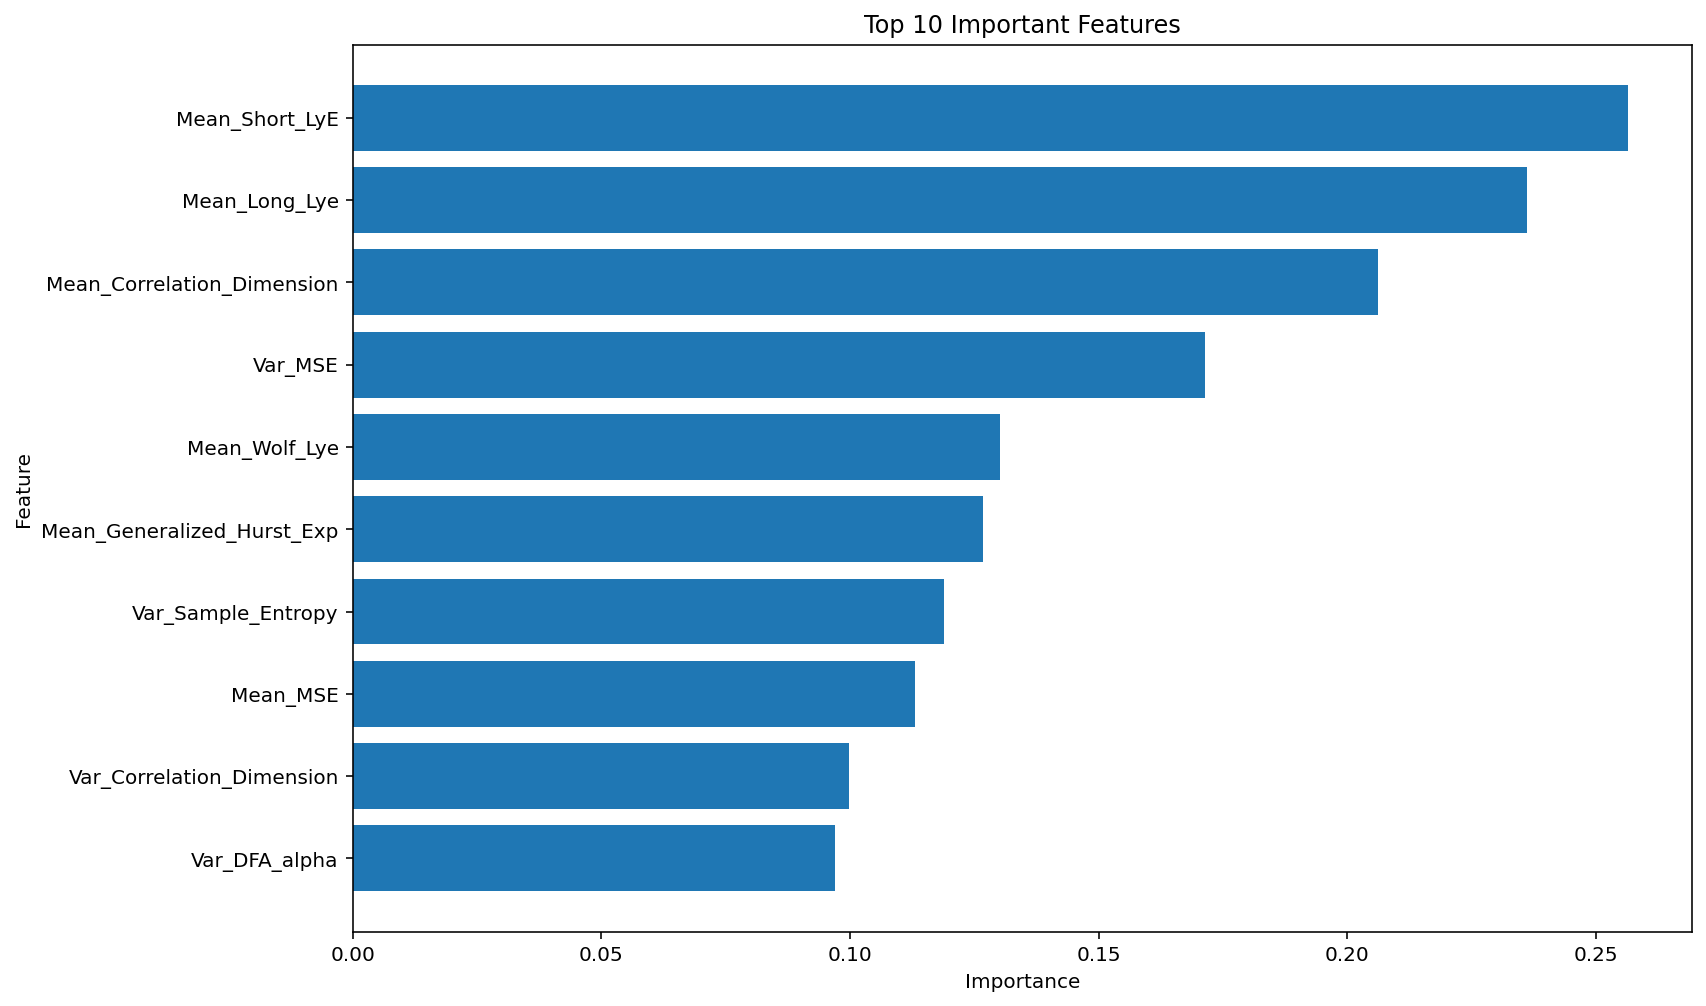 Top 10 Important Features
Feature
Mean_Short_LyE
Mean_Long_Lye
Mean_Correlation_Dimension
Var_MSE
Mean_Wolf_Lye
Mean_Generalized_Hurst_Exp
Var_Sample_Entropy
Mean_MSE
Var_Correlation_Dimension
Var_DFA_alpha
0.00 0.05 0.10 0.15 0.20 0.25
Importance